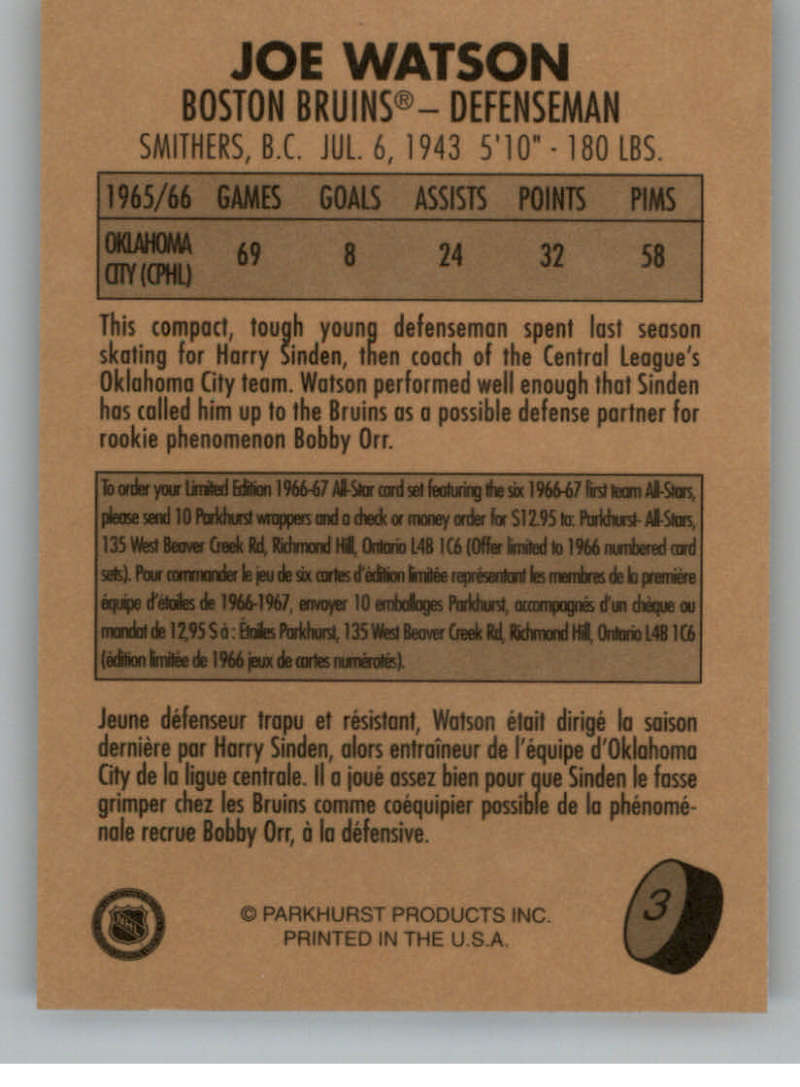 JOE WATSON
BOSTON BRUINS® – DEFENSEMAN
SMITHERS, B.C. JUL. 6, 1943 5'10" - 180 LBS.
1965/66 GAMES GOALS ASSISTS POINTS PIMS
OKLAHOMA CITY (CPHL) 69 8 24 32 58
This compact, tough young defenseman spent last season
skating for Harry Sinden, then coach of the Central League's
Oklahoma City team. Watson performed well enough that Sinden
has called him up to the Bruins as a possible defense partner for
rookie phenomenon Bobby Orr.
To order your Limited Edition 1966-67 All-Star card set featuring the six 1966-67 first team All-Stars,
please send 10 Parkhurst wrappers and a check or money order for $12.95 to: Parkhurst- All-Stars,
135 West Beaver Creek Rd, Richmond Hill, Ontario L4B 1C6 (Offer limited to 1966 numbered card
sets). Pour commander le jeu de six cartes d'édition limitée représentant les membres de la première
équipe d'étoiles de 1966-1967, envoyer 10 emballages Parkhurst, accompagnés d'un chèque ou
mandat de 12,95 $ à : Étoiles Parkhurst, 135 West Beaver Creek Rd, Richmond Hill, Ontario L4B 1C6
(édition limitée de 1966 jeux de cartes numérotés).
Jeune défenseur trapu et résistant, Watson était dirigé la saison
dernière par Harry Sinden, alors entraîneur de l'équipe d'Oklahoma
City de la ligue centrale. Il a joué assez bien pour que Sinden le fasse
grimper chez les Bruins comme coéquipier possible de la phénomé-
nale recrue Bobby Orr, à la défensive.
NHL
© PARKHURST PRODUCTS INC.
PRINTED IN THE U.S.A.
3